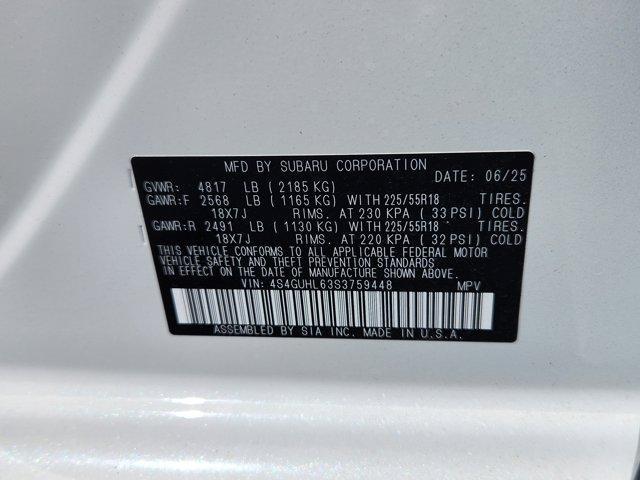 MFD BY SUBARU CORPORATION
DATE: 06/25
GVWR: 4817 LB (2185 KG)
GAWR:F 2568 LB (1165 KG) WITH 225/55R18 TIRES.
18X7J RIMS. AT 230 KPA (33 PSI) COLD
GAWR:R 2491 LB (1130 KG) WITH 225/55R18 TIRES.
18X7J RIMS. AT 220 KPA (32 PSI) COLD
THIS VEHICLE CONFORMS TO ALL APPLICABLE FEDERAL MOTOR
VEHICLE SAFETY AND THEFT PREVENTION STANDARDS IN EFFECT
ON THE DATE OF MANUFACTURE SHOWN ABOVE.
VIN: 4S4GUHL63S3759448 MPV
ASSEMBLED BY SIA INC. MADE IN U.S.A.